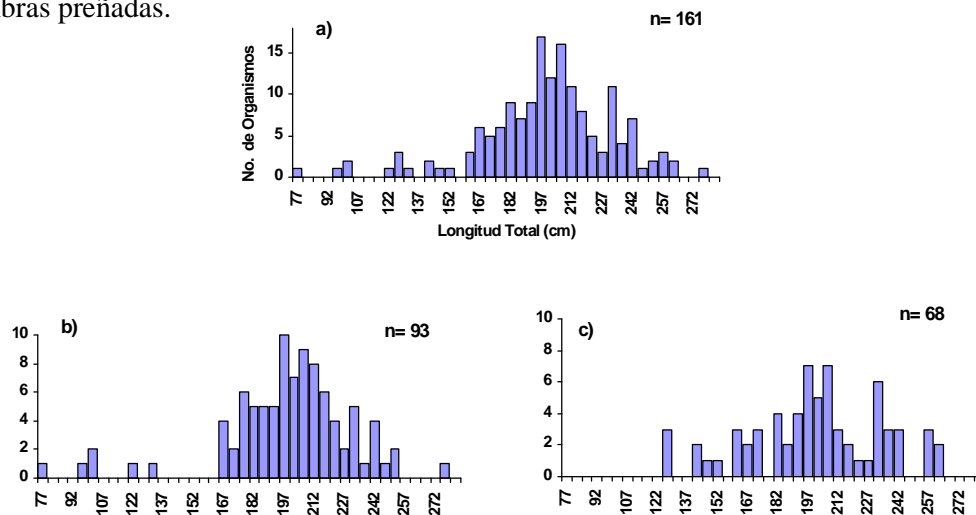 bras preñadas.
a)
n= 161
No. de Organismos
15
10
5
0
77 92 107 122 137 152 167 182 197 212 227 242 257 272
Longitud Total (cm)
b)
n= 93
10
8
6
4
2
0
77 92 107 122 137 152 167 182 197 212 227 242 257 272
c)
n= 68
10
8
6
4
2
0
77 92 107 122 137 152 167 182 197 212 227 242 257 272